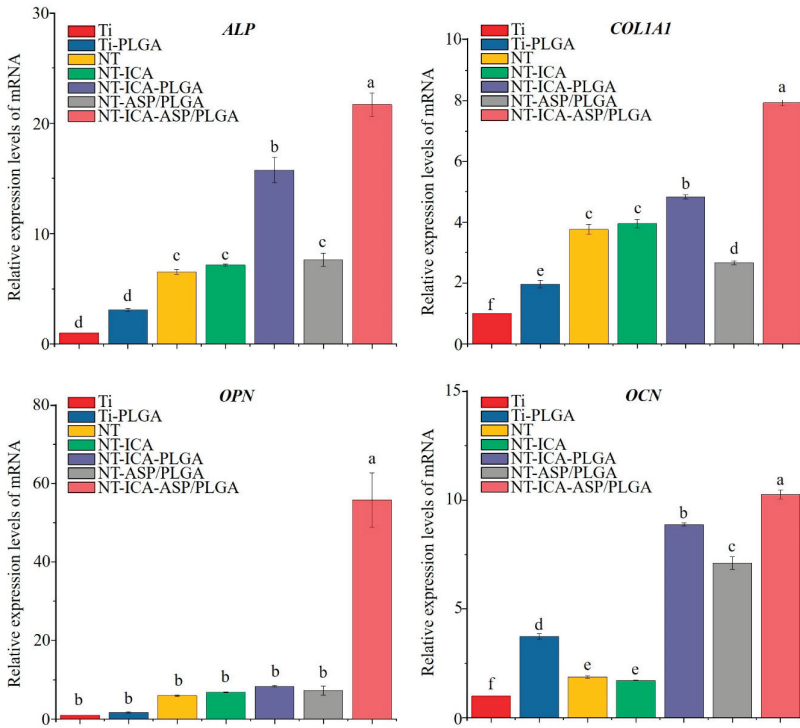 ALP
Relative expression levels of mRNA
30
20
10
0
Ti
Ti-PLGA
NT
NT-ICA
NT-ICA-PLGA
NT-ASP/PLGA
NT-ICA-ASP/PLGA
d
d
c
c
b
c
a
COL1A1
Relative expression levels of mRNA
10
8
6
4
2
0
Ti
Ti-PLGA
NT
NT-ICA
NT-ICA-PLGA
NT-ASP/PLGA
NT-ICA-ASP/PLGA
f
e
c
c
b
d
a
OPN
Relative expression levels of mRNA
80
60
40
20
0
Ti
Ti-PLGA
NT
NT-ICA
NT-ICA-PLGA
NT-ASP/PLGA
NT-ICA-ASP/PLGA
b
b
b
b
b
b
a
OCN
Relative expression levels of mRNA
15
10
5
0
Ti
Ti-PLGA
NT
NT-ICA
NT-ICA-PLGA
NT-ASP/PLGA
NT-ICA-ASP/PLGA
f
d
e
e
b
c
a